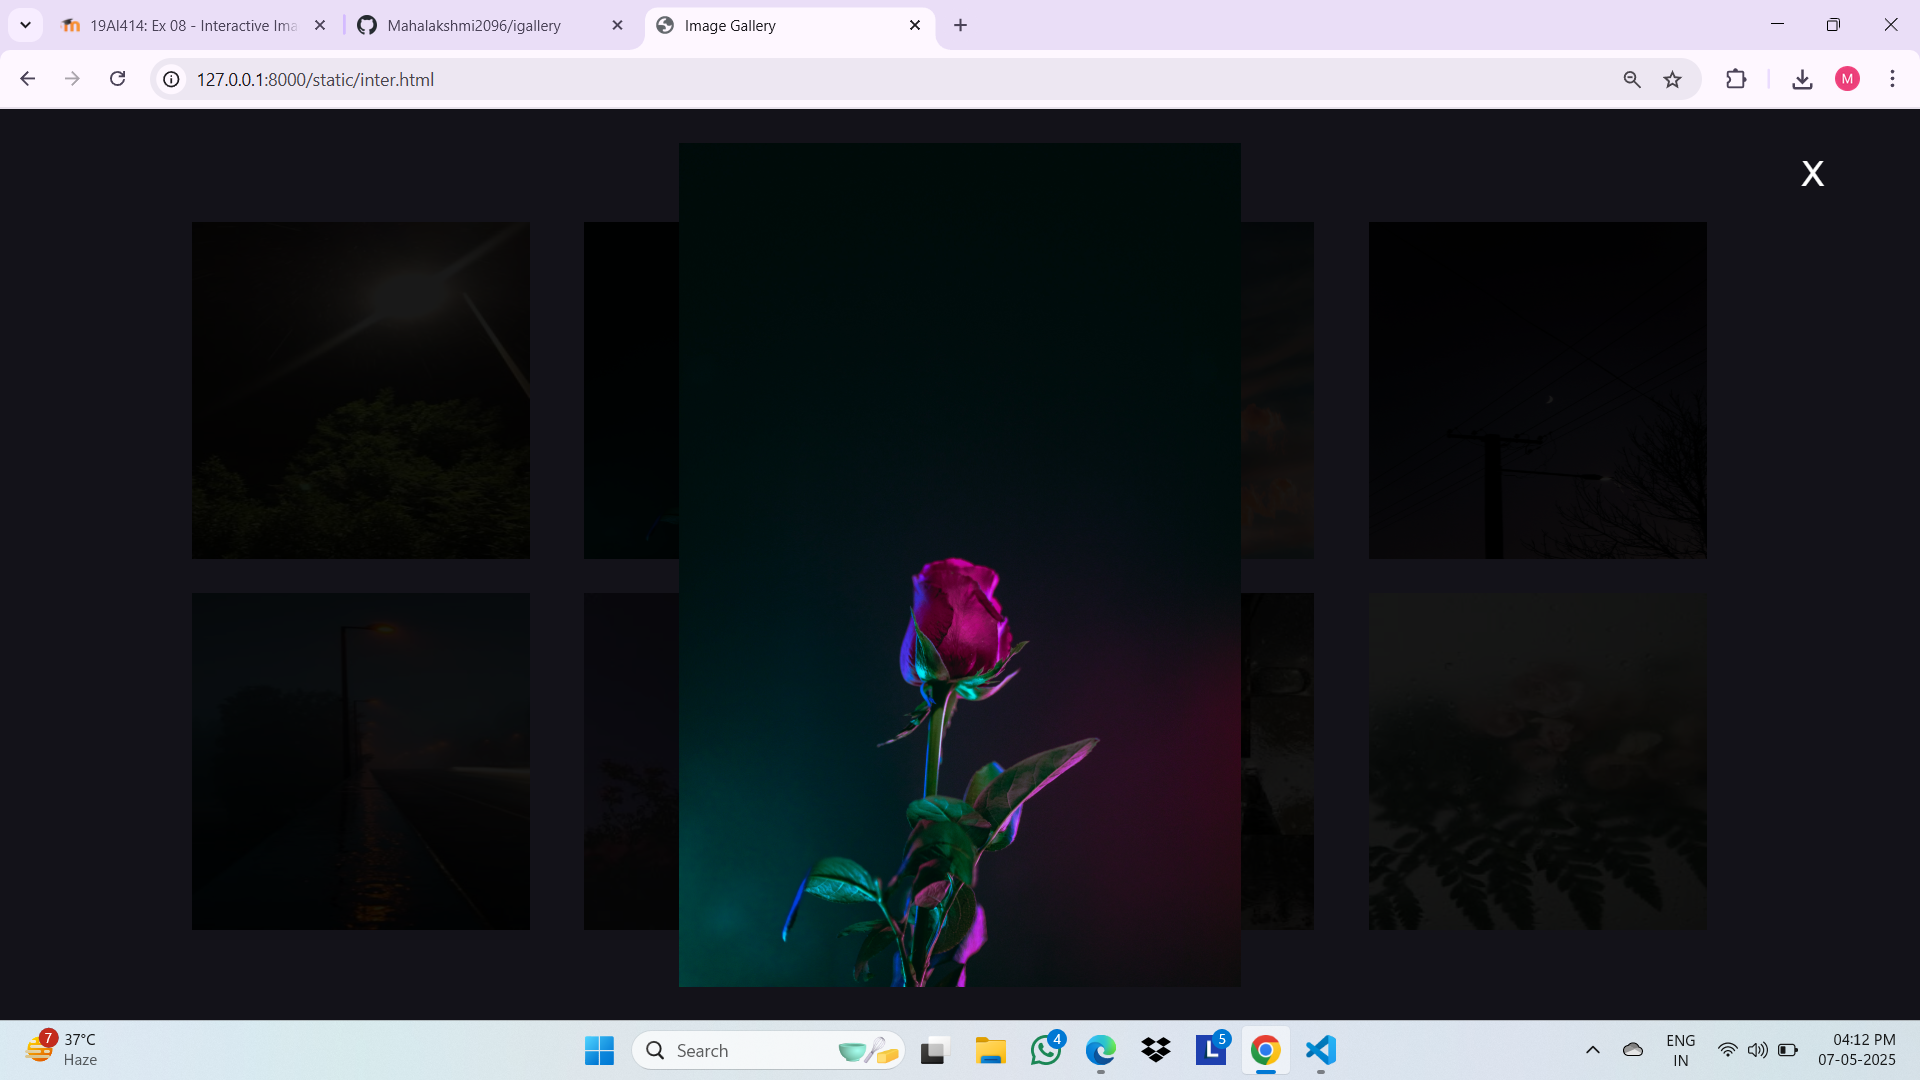 19AI414: Ex 08 - Interactive Ima
Mahalakshmi2096/igallery
Image Gallery
127.0.0.1:8000/static/inter.html
M
X
7
37°C
Haze
Search
4
L
5
ENG
IN
04:12 PM
07-05-2025